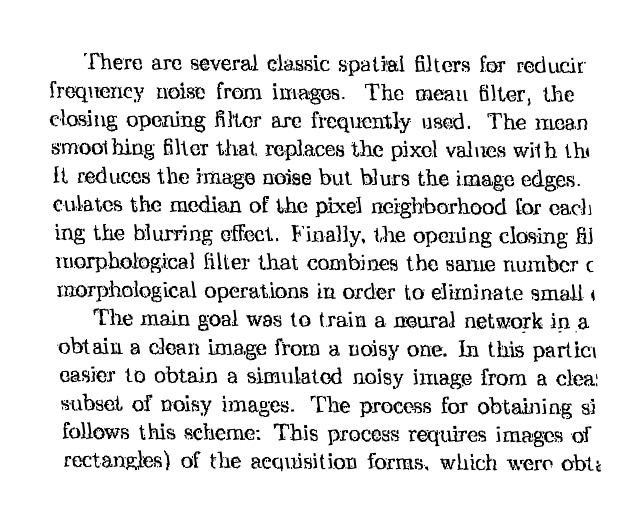 There are several classic spatial filters for reducin
frequency noise from images. The mean filter, the
closing opening filter are frequently used. The mean
smoothing filter that replaces the pixel values with the
It reduces the image noise but blurs the image edges.
culates the median of the pixel neighborhood for each
ing the blurring effect. Finally, the opening closing fil
morphological filter that combines the same number o
morphological operations in order to eliminate small
The main goal was to train a neural network in a
obtain a clean image from a noisy one. In this partic
easier to obtain a simulated noisy image from a clea
subset of noisy images. The process for obtaining si
follows this scheme: This process requires images of
rectangles) of the acquisition forms, which were obta